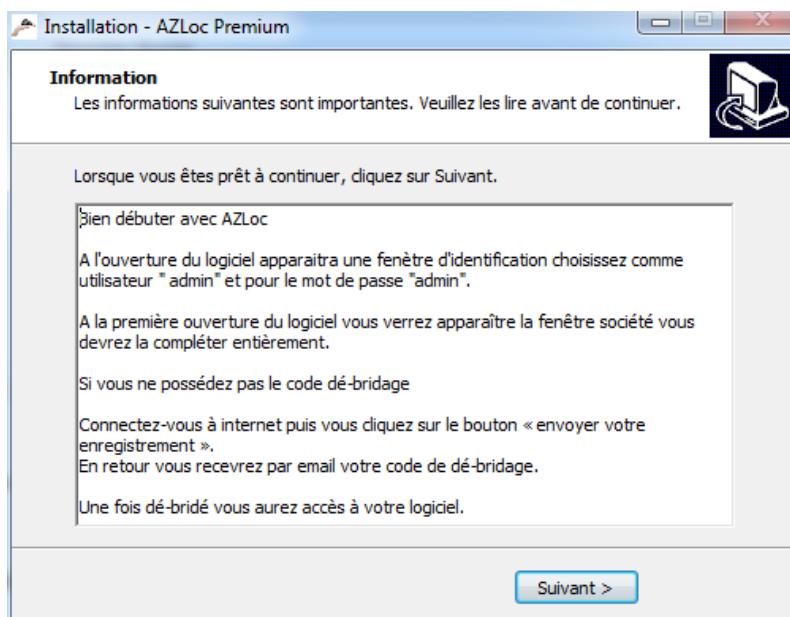 Installation - AZLoc Premium
Information
Les informations suivantes sont importantes. Veuillez les lire avant de continuer.
Lorsque vous êtes prêt à continuer, cliquez sur Suivant.
Bien débuter avec AZLoc
A l'ouverture du logiciel apparaitra une fenètre d'identification choisissez comme
utilisateur " admin" et pour le mot de passe "admin".
A la première ouverture du logiciel vous verrez apparaître la fenêtre société vous
devrez la compléter entièrement.
Si vous ne possédez pas le code dé-bridage
Connectez-vous à internet puis vous cliquez sur le bouton « envoyer votre
enregistrement ».
En retour vous recevrez par email votre code de dé-bridage.
Une fois dé-bridé vous aurez accès à votre logiciel.
Suivant >